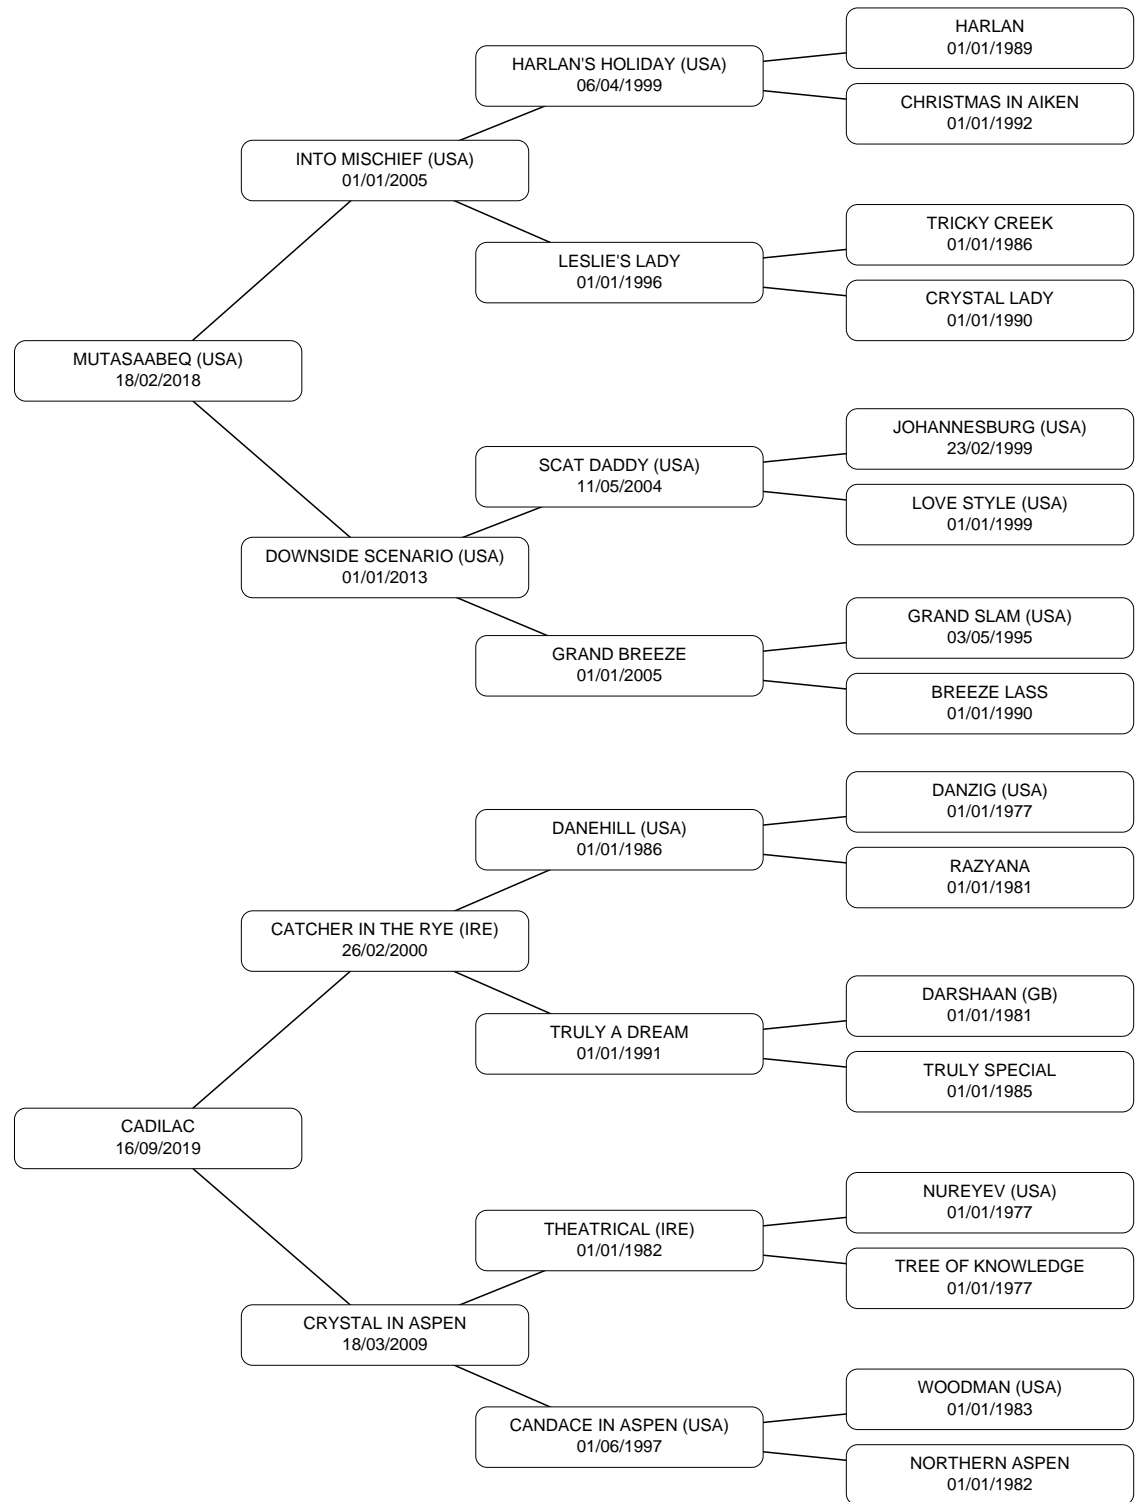 HARLAN
01/01/1989
HARLAN'S HOLIDAY (USA)
06/04/1999
CHRISTMAS IN AIKEN
01/01/1992
INTO MISCHIEF (USA)
01/01/2005
TRICKY CREEK
01/01/1986
LESLIE'S LADY
01/01/1996
CRYSTAL LADY
01/01/1990
MUTASAABEQ (USA)
18/02/2018
JOHANNESBURG (USA)
23/02/1999
SCAT DADDY (USA)
11/05/2004
LOVE STYLE (USA)
01/01/1999
DOWNSIDE SCENARIO (USA)
01/01/2013
GRAND SLAM (USA)
03/05/1995
GRAND BREEZE
01/01/2005
BREEZE LASS
01/01/1990
DANZIG (USA)
01/01/1977
DANEHILL (USA)
01/01/1986
RAZYANA
01/01/1981
CATCHER IN THE RYE (IRE)
26/02/2000
DARSHAAN (GB)
01/01/1981
TRULY A DREAM
01/01/1991
TRULY SPECIAL
01/01/1985
CADILAC
16/09/2019
NUREYEV (USA)
01/01/1977
THEATRICAL (IRE)
01/01/1982
TREE OF KNOWLEDGE
01/01/1977
CRYSTAL IN ASPEN
18/03/2009
WOODMAN (USA)
01/01/1983
CANDACE IN ASPEN (USA)
01/06/1997
NORTHERN ASPEN
01/01/1982